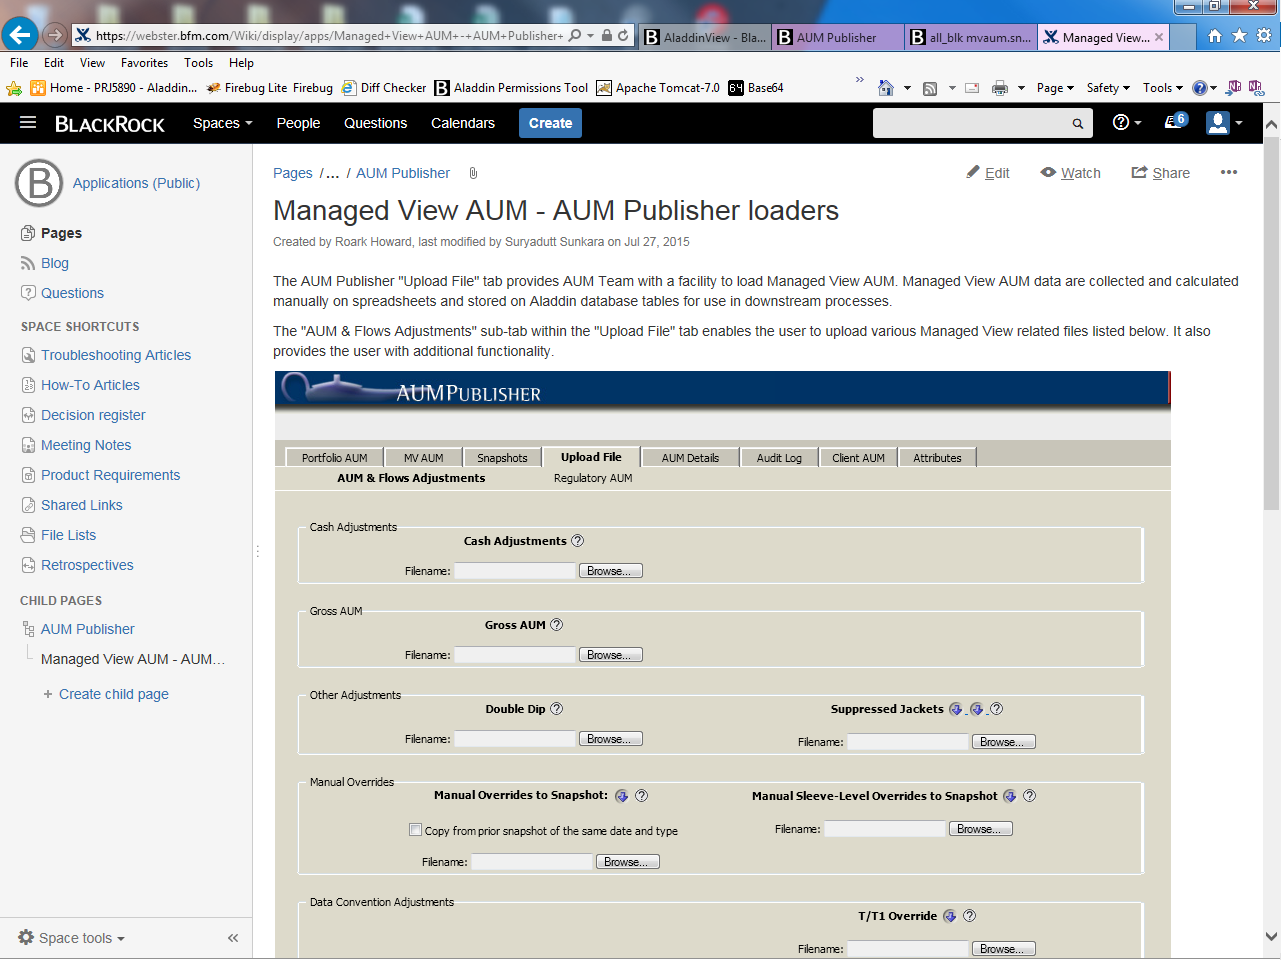 https://webster.bfm.com/Wiki/display/apps/Managed+View+AUM+-+AUM+Publisher+
AladdinView - Bla...
AUM Publisher
all_blk mvaum.sn...
Managed View...
File Edit View Favorites Tools Help
Home - PRJ5890 - Aladdin...
Firebug Lite
Firebug
Diff Checker
Aladdin Permissions Tool
Apache Tomcat-7.0
64
Base64
»
Page
Safety
Tools
BLACKROCK
Spaces
People
Questions
Calendars
Create
6
B
Applications (Public)
Pages
Blog
Questions
SPACE SHORTCUTS
Troubleshooting Articles
How-To Articles
Decision register
Meeting Notes
Product Requirements
Shared Links
File Lists
Retrospectives
CHILD PAGES
AUM Publisher
Managed View AUM - AUM...
+ Create child page
Space tools
«
Pages /... / AUM Publisher
Edit
Watch
Share
•••
Managed View AUM - AUM Publisher loaders
Created by Roark Howard, last modified by Suryadutt Sunkara on Jul 27, 2015
The AUM Publisher "Upload File" tab provides AUM Team with a facility to load Managed View AUM. Managed View AUM data are collected and calculated
manually on spreadsheets and stored on Aladdin database tables for use in downstream processes.
The "AUM & Flows Adjustments" sub-tab within the "Upload File" tab enables the user to upload various Managed View related files listed below. It also
provides the user with additional functionality.
AUMPUBLISHER
Portfolio AUM
MV AUM
Snapshots
Upload File
AUM Details
Audit Log
Client AUM
Attributes
AUM & Flows Adjustments
Regulatory AUM
Cash Adjustments
Cash Adjustments ?
Filename: Browse...
Gross AUM
Gross AUM ?
Filename: Browse...
Other Adjustments
Double Dip ?
Suppressed Jackets ?
Filename: Browse...
Filename: Browse...
Manual Overrides
Manual Overrides to Snapshot: ?
Manual Sleeve-Level Overrides to Snapshot ?
Copy from prior snapshot of the same date and type
Filename: Browse...
Filename: Browse...
Data Convention Adjustments
T/T1 Override ?
Filename: Browse...